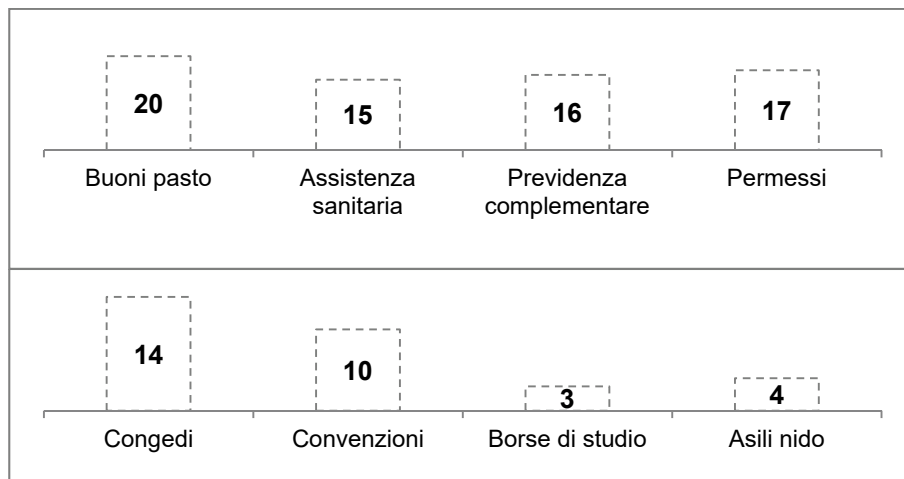 20
15
16
17
Buoni pasto
Assistenza
sanitaria
Previdenza
complementare
Permessi
14
10
3
4
Congedi
Convenzioni
Borse di studio
Asili nido